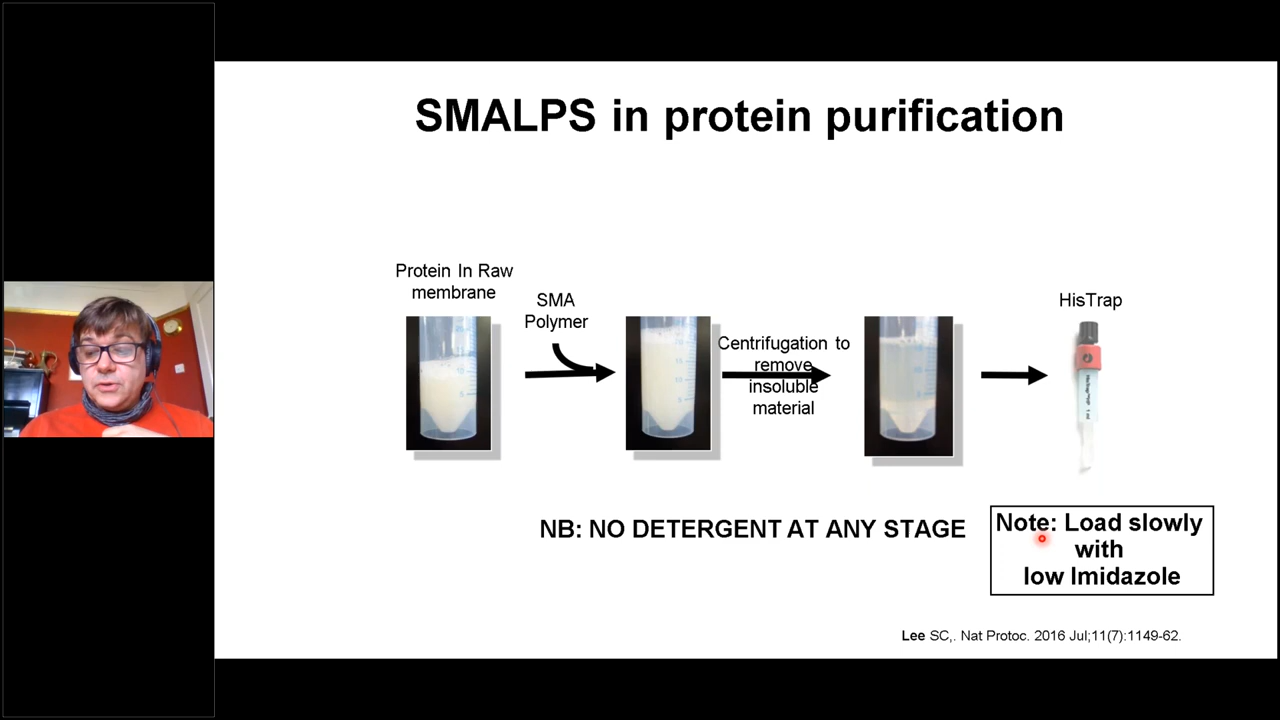 SMALPS in protein purification
Protein In Raw
membrane
SMA
Polymer
Centrifugation to
remove
insoluble
material
HisTrap
NB: NO DETERGENT AT ANY STAGE
Note: Load slowly
with
low Imidazole
Lee SC,. Nat Protoc. 2016 Jul;11(7):1149-62.